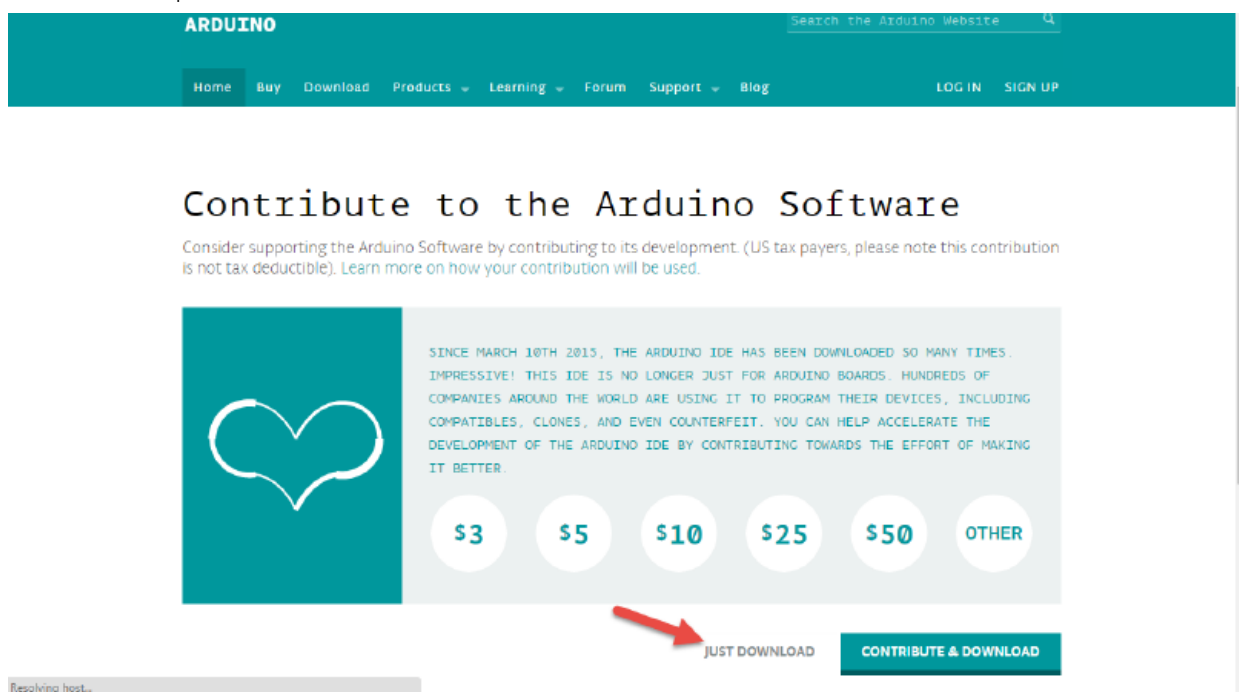 ARDUINO
Search the Arduino Website
Home Buy Download Products Learning Forum Support Blog LOG IN SIGN UP
Contribute to the Arduino Software
Consider supporting the Arduino Software by contributing to its development. (US tax payers, please note this contribution
is not tax deductible). Learn more on how your contribution will be used.
SINCE MARCH 10TH 2015, THE ARDUINO IDE HAS BEEN DOWNLOADED SO MANY TIMES.
IMPRESSIVE! THIS IDE IS NO LONGER JUST FOR ARDUINO BOARDS. HUNDREDS OF
COMPANIES AROUND THE WORLD ARE USING IT TO PROGRAM THEIR DEVICES, INCLUDING
COMPATIBLES, CLONES, AND EVEN COUNTERFEIT. YOU CAN HELP ACCELERATE THE
DEVELOPMENT OF THE ARDUINO IDE BY CONTRIBUTING TOWARDS THE EFFORT OF MAKING
IT BETTER.
$3 $5 $10 $25 $50 OTHER
JUST DOWNLOAD CONTRIBUTE & DOWNLOAD
Resolving host...